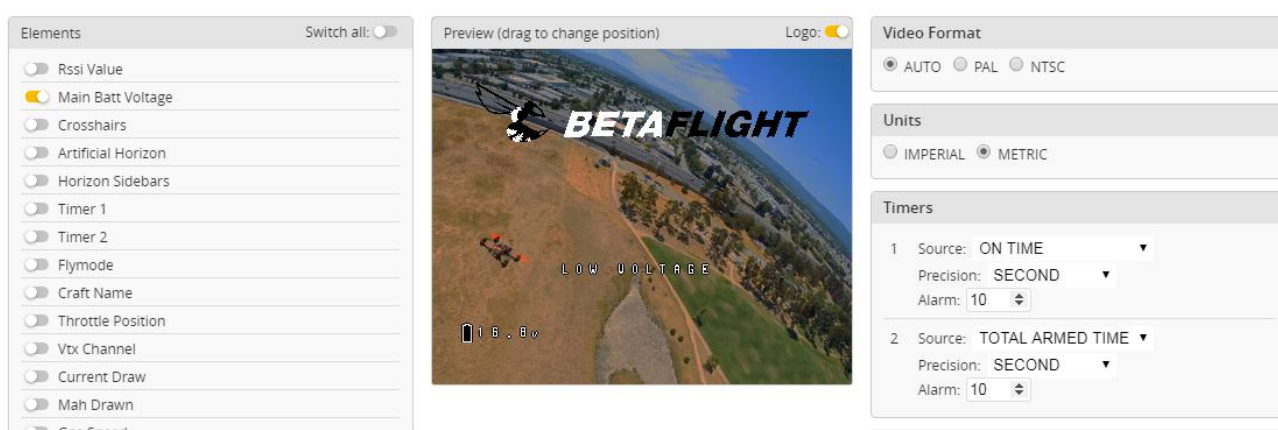 Elements
Switch all:
Rssi Value
Main Batt Voltage
Crosshairs
Artificial Horizon
Horizon Sidebars
Timer 1
Timer 2
Flymode
Craft Name
Throttle Position
Vtx Channel
Current Draw
Mah Drawn
Preview (drag to change position)
Logo:
BETAFLIGHT
LOW VOLTAGE
16.8v
Video Format
AUTO PAL NTSC
Units
IMPERIAL METRIC
Timers
1 Source: ON TIME
Precision: SECOND
Alarm: 10
2 Source: TOTAL ARMED TIME
Precision: SECOND
Alarm: 10